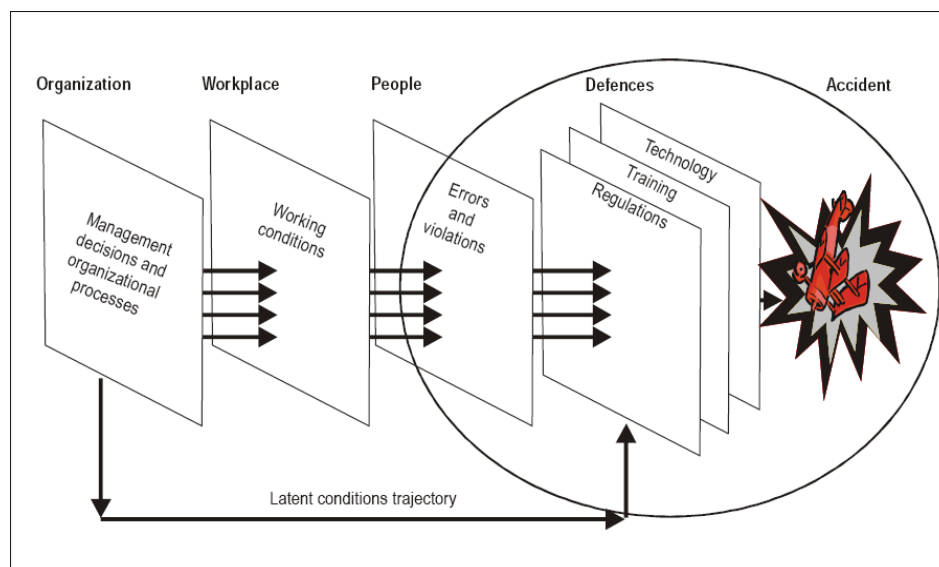 Organization
Workplace
People
Defences
Accident
Management
decisions and
organizational
processes
Working
conditions
Errors
and
violations
Technology
Training
Regulations
Latent conditions trajectory